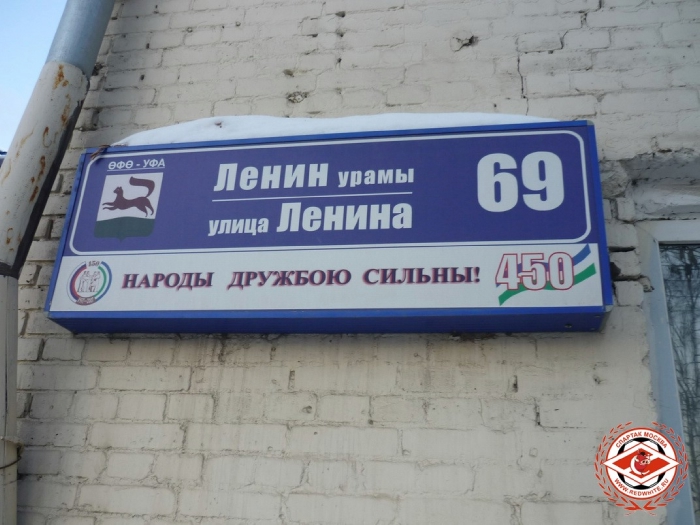 ӨФӨ - УФА
Ленин урамы
улица Ленина
69
НАРОДЫ ДРУЖБОЮ СИЛЬНЫ!
450
СПАРТАК МОСКВА
WWW.REDWHITE.RU